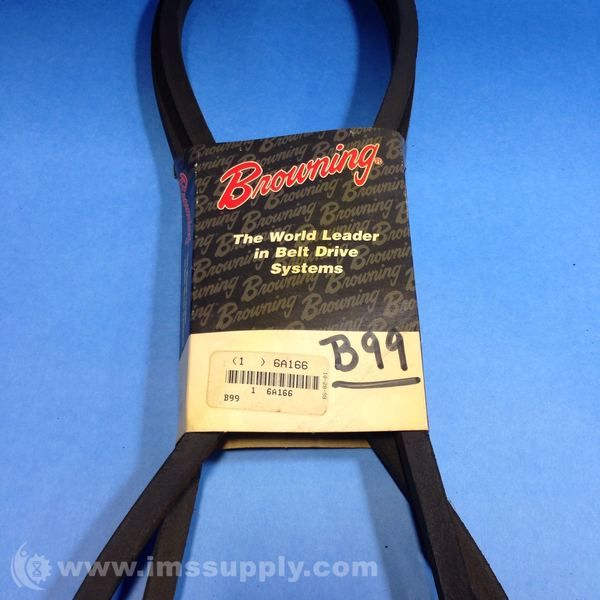 Browning
The World Leader
in Belt Drive
Systems
B99
(1 ) 6A166
1 6A166
B99
www.imssupply.com